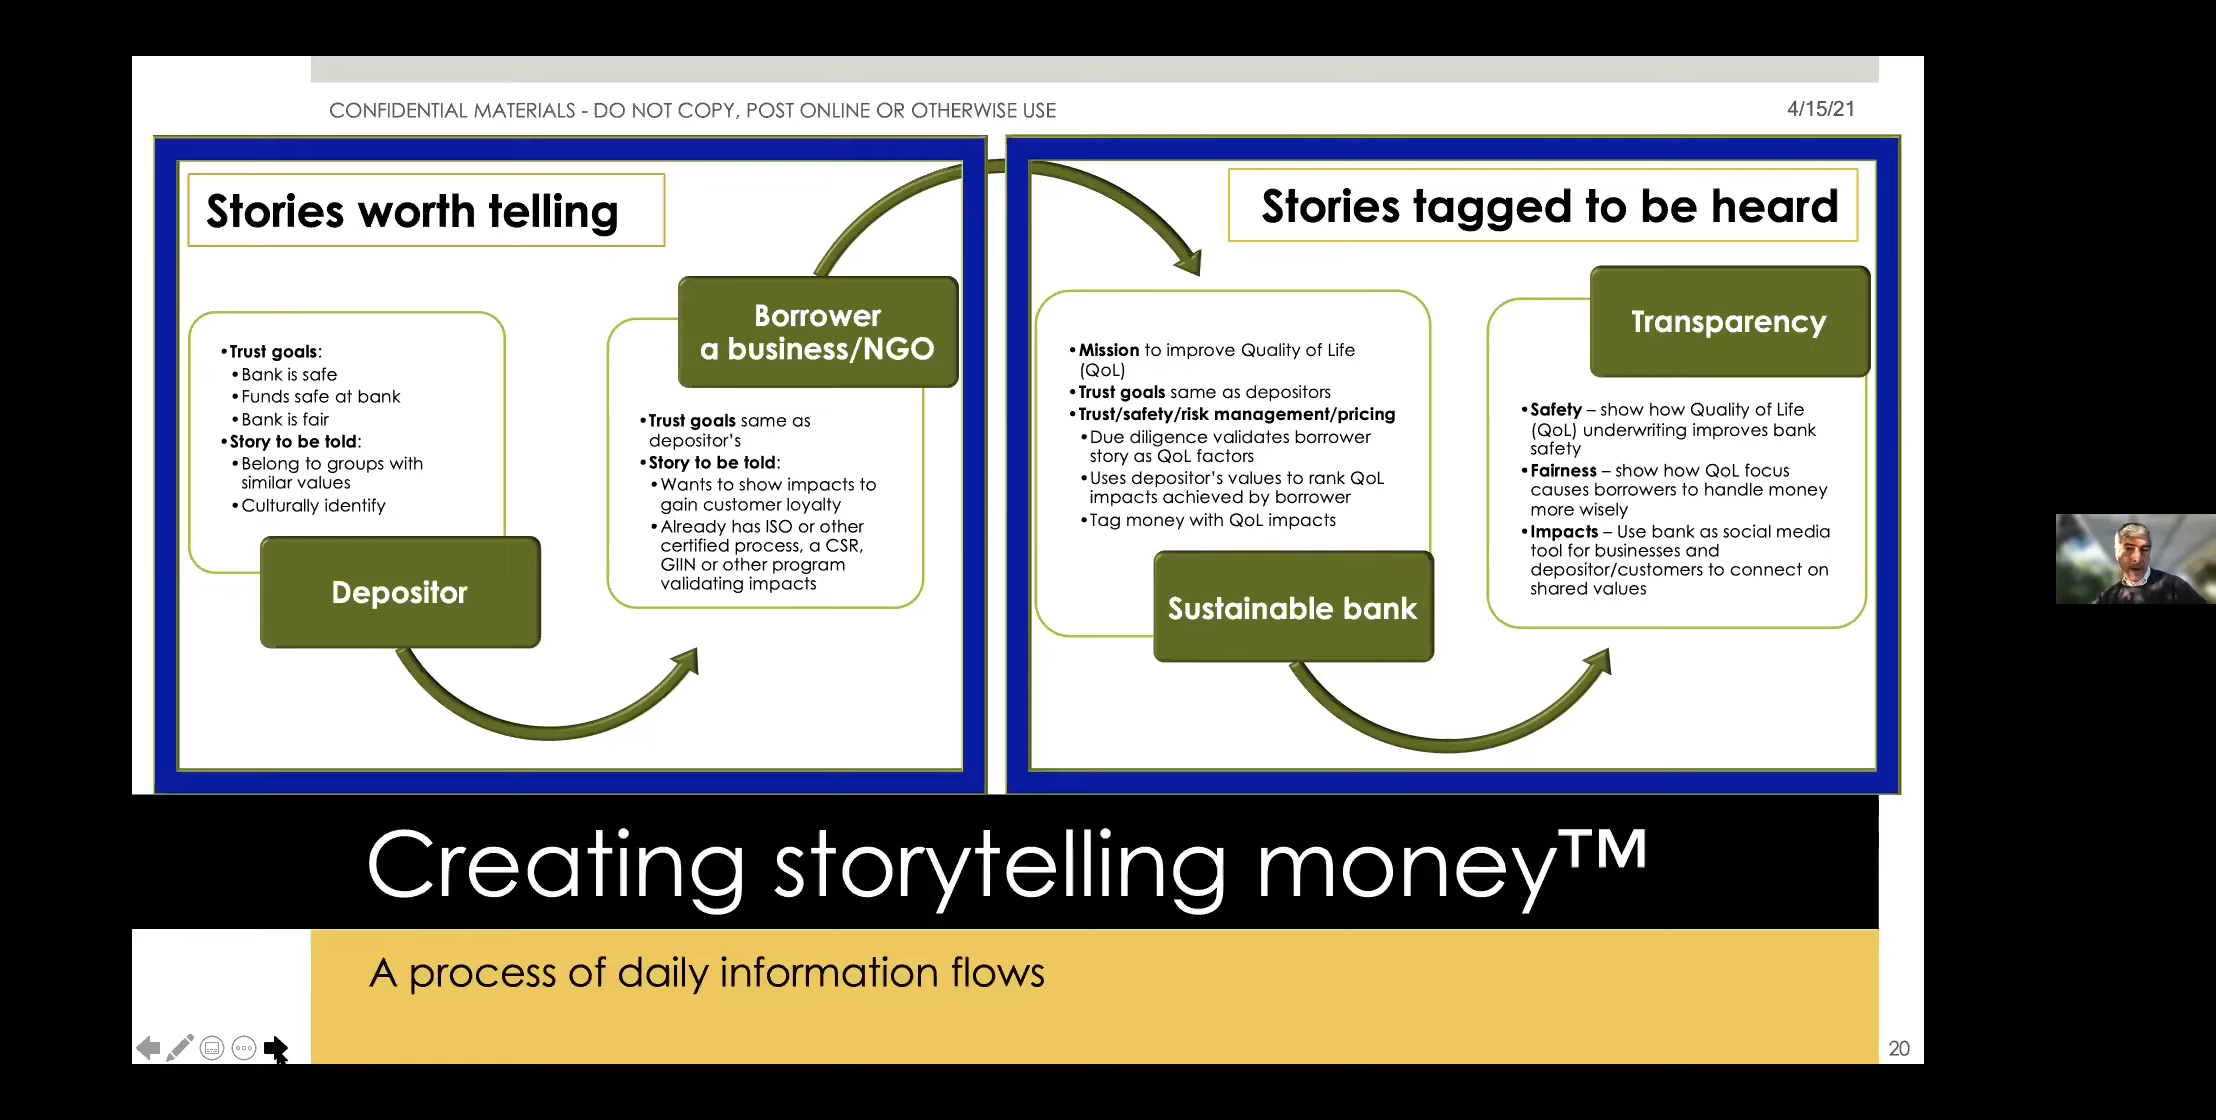 CONFIDENTIAL MATERIALS - DO NOT COPY, POST ONLINE OR OTHERWISE USE
4/15/21
Stories worth telling
•Trust goals:
•Bank is safe
•Funds safe at bank
•Bank is fair
•Story to be told:
•Belong to groups with
similar values
•Culturally identify
Depositor
Borrower
a business/NGO
•Trust goals same as
depositor's
•Story to be told:
•Wants to show impacts to
gain customer loyalty
•Already has ISO or other
certified process, a CSR,
GIIN or other program
validating impacts
Stories tagged to be heard
•Mission to improve Quality of Life
(QoL)
•Trust goals same as depositors
•Trust/safety/risk management/pricing
•Due diligence validates borrower
story as QoL factors
•Uses depositor's values to rank QoL
impacts achieved by borrower
•Tag money with QoL impacts
Sustainable bank
Transparency
•Safety – show how Quality of Life
(QoL) underwriting improves bank
safety
•Fairness – show how QoL focus
causes borrowers to handle money
more wisely
•Impacts – Use bank as social media
tool for businesses and
depositor/customers to connect on
shared values
Creating storytelling money™
A process of daily information flows
20